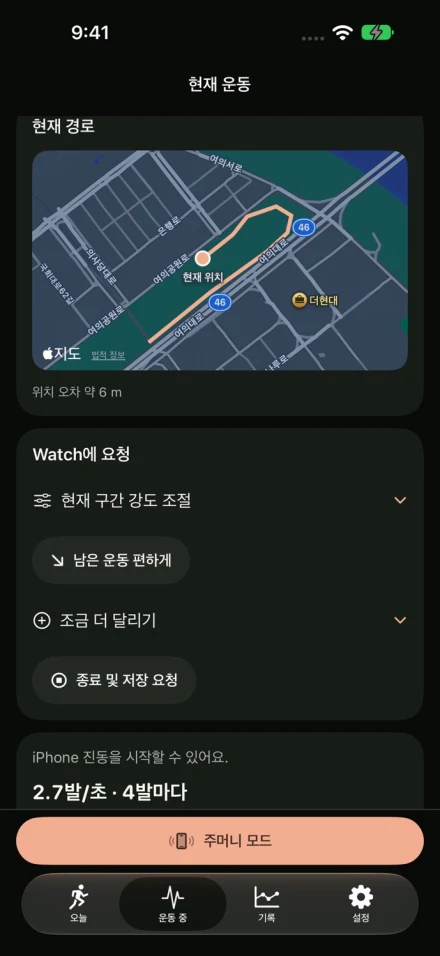 9:41
현재 운동
현재 경로
여의서로
은행로
46
의사당대로
여의공원로
여의대로
국회대로62길
현재 위치
46
더현대
여의공원로
여의대로
나루로
지도
법적 정보
위치 오차 약 6 m
Watch에 요청
현재 구간 강도 조절
남은 운동 편하게
조금 더 달리기
종료 및 저장 요청
iPhone 진동을 시작할 수 있어요.
2.7발/초 · 4발마다
주머니 모드
오늘
운동 중
기록
설정